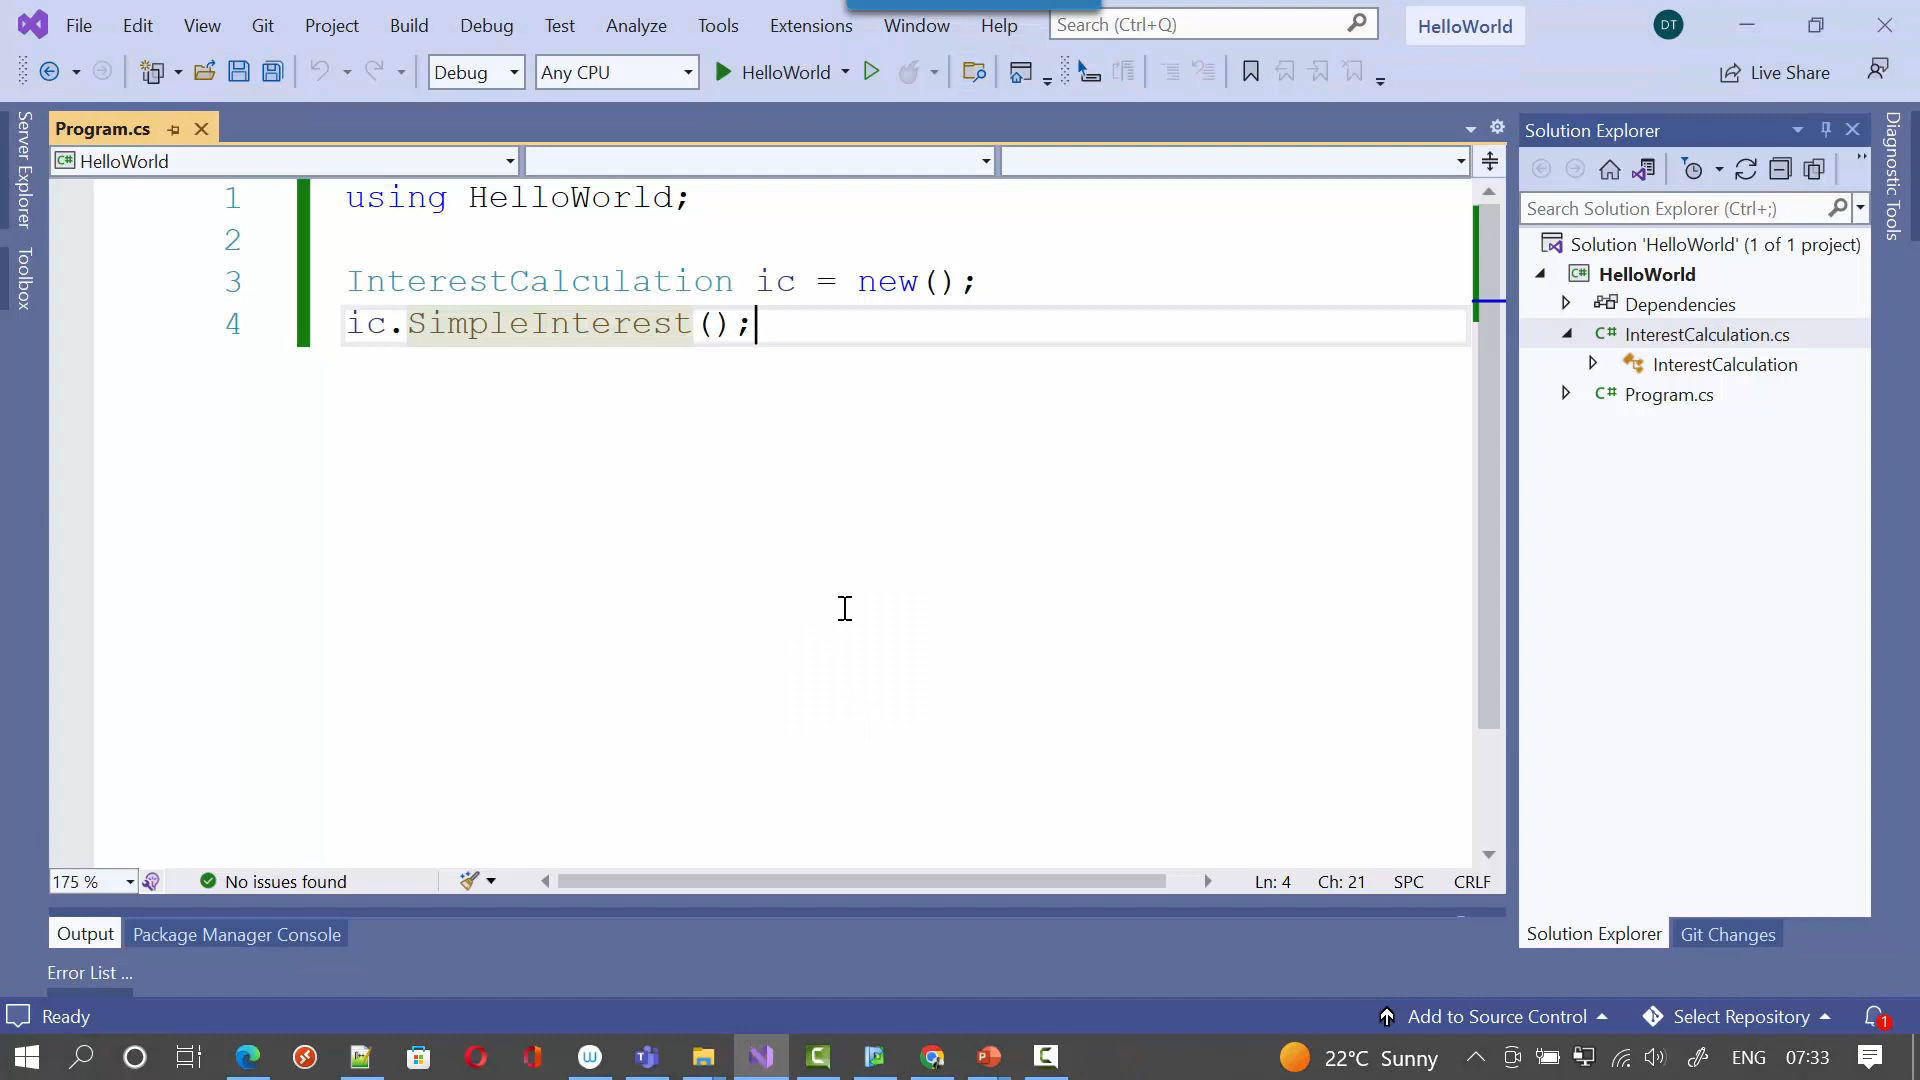 File Edit View Git Project Build Debug Test Analyze Tools Extensions Window Help Search (Ctrl+Q) HelloWorld DT
Debug Any CPU HelloWorld Live Share
Server Explorer
Toolbox
Program.cs
HelloWorld
1 using HelloWorld;
2
3 InterestCalculation ic = new();
4 ic.SimpleInterest();
175 % No issues found Ln: 4 Ch: 21 SPC CRLF
Output Package Manager Console
Error List ...
Solution Explorer
Search Solution Explorer (Ctrl+;)
Solution 'HelloWorld' (1 of 1 project)
C# HelloWorld
Dependencies
C# InterestCalculation.cs
InterestCalculation
C# Program.cs
Solution Explorer Git Changes
Diagnostic Tools
Ready Add to Source Control Select Repository 1
22°C Sunny ENG 07:33